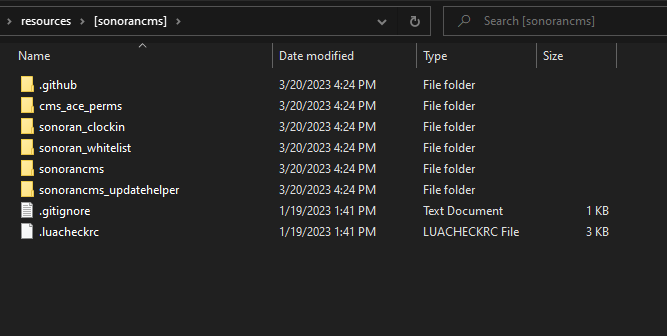 resources > [sonorancms] >
Search [sonorancms]
Name Date modified Type Size
.github 3/20/2023 4:24 PM File folder
cms_ace_perms 3/20/2023 4:24 PM File folder
sonoran_clockin 3/20/2023 4:24 PM File folder
sonoran_whitelist 3/20/2023 4:24 PM File folder
sonorancms 3/20/2023 4:24 PM File folder
sonorancms_updatehelper 3/20/2023 4:24 PM File folder
.gitignore 1/19/2023 1:41 PM Text Document 1 KB
.luacheckrc 1/19/2023 1:41 PM LUACHECKRC File 3 KB